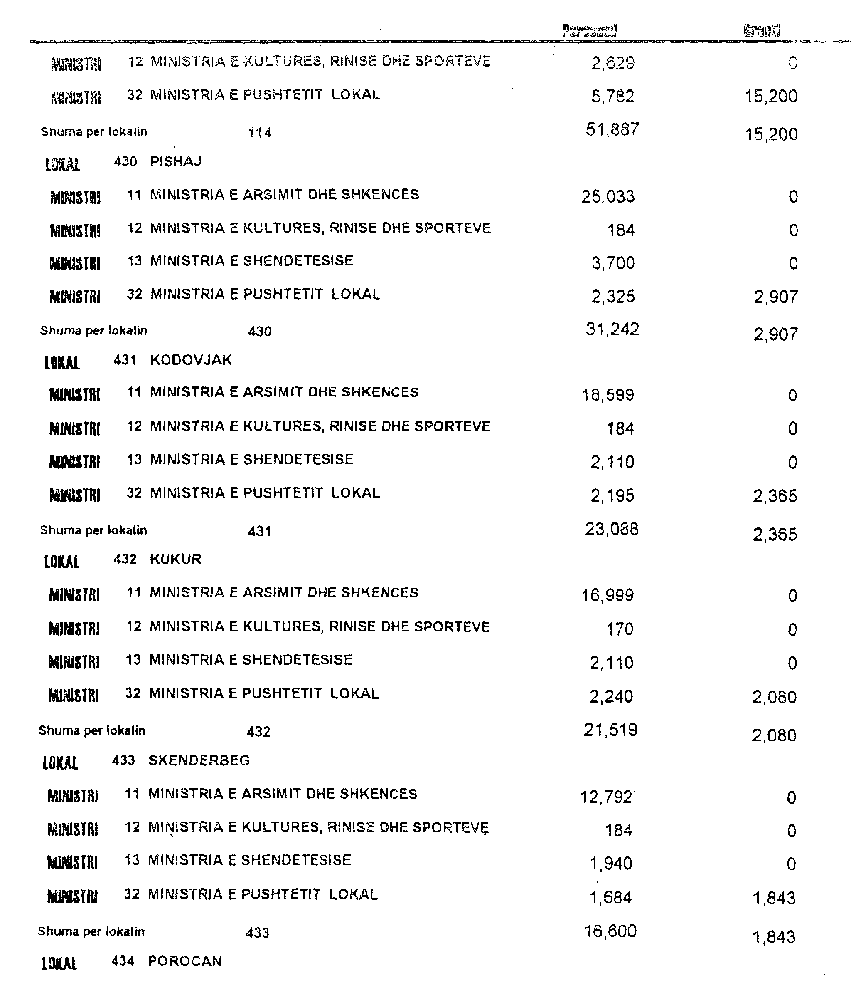 Personel Granti
MINISTRI 12 MINISTRIA E KULTURES, RINISE DHE SPORTEVE 2,629 0
MINISTRI 32 MINISTRIA E PUSHTETIT LOKAL 5,782 15,200
Shuma per lokalin 114 51,887 15,200
LOKAL 430 PISHAJ
MINISTRI 11 MINISTRIA E ARSIMIT DHE SHKENCES 25,033 0
MINISTRI 12 MINISTRIA E KULTURES, RINISE DHE SPORTEVE 184 0
MINISTRI 13 MINISTRIA E SHENDETESISE 3,700 0
MINISTRI 32 MINISTRIA E PUSHTETIT LOKAL 2,325 2,907
Shuma per lokalin 430 31,242 2,907
LOKAL 431 KODOVJAK
MINISTRI 11 MINISTRIA E ARSIMIT DHE SHKENCES 18,599 0
MINISTRI 12 MINISTRIA E KULTURES, RINISE DHE SPORTEVE 184 0
MINISTRI 13 MINISTRIA E SHENDETESISE 2,110 0
MINISTRI 32 MINISTRIA E PUSHTETIT LOKAL 2,195 2,365
Shuma per lokalin 431 23,088 2,365
LOKAL 432 KUKUR
MINISTRI 11 MINISTRIA E ARSIMIT DHE SHKENCES 16,999 0
MINISTRI 12 MINISTRIA E KULTURES, RINISE DHE SPORTEVE 170 0
MINISTRI 13 MINISTRIA E SHENDETESISE 2,110 0
MINISTRI 32 MINISTRIA E PUSHTETIT LOKAL 2,240 2,080
Shuma per lokalin 432 21,519 2,080
LOKAL 433 SKENDERBEG
MINISTRI 11 MINISTRIA E ARSIMIT DHE SHKENCES 12,792 0
MINISTRI 12 MINISTRIA E KULTURES, RINISE DHE SPORTEVE 184 0
MINISTRI 13 MINISTRIA E SHENDETESISE 1,940 0
MINISTRI 32 MINISTRIA E PUSHTETIT LOKAL 1,684 1,843
Shuma per lokalin 433 16,600 1,843
LOKAL 434 POROCAN